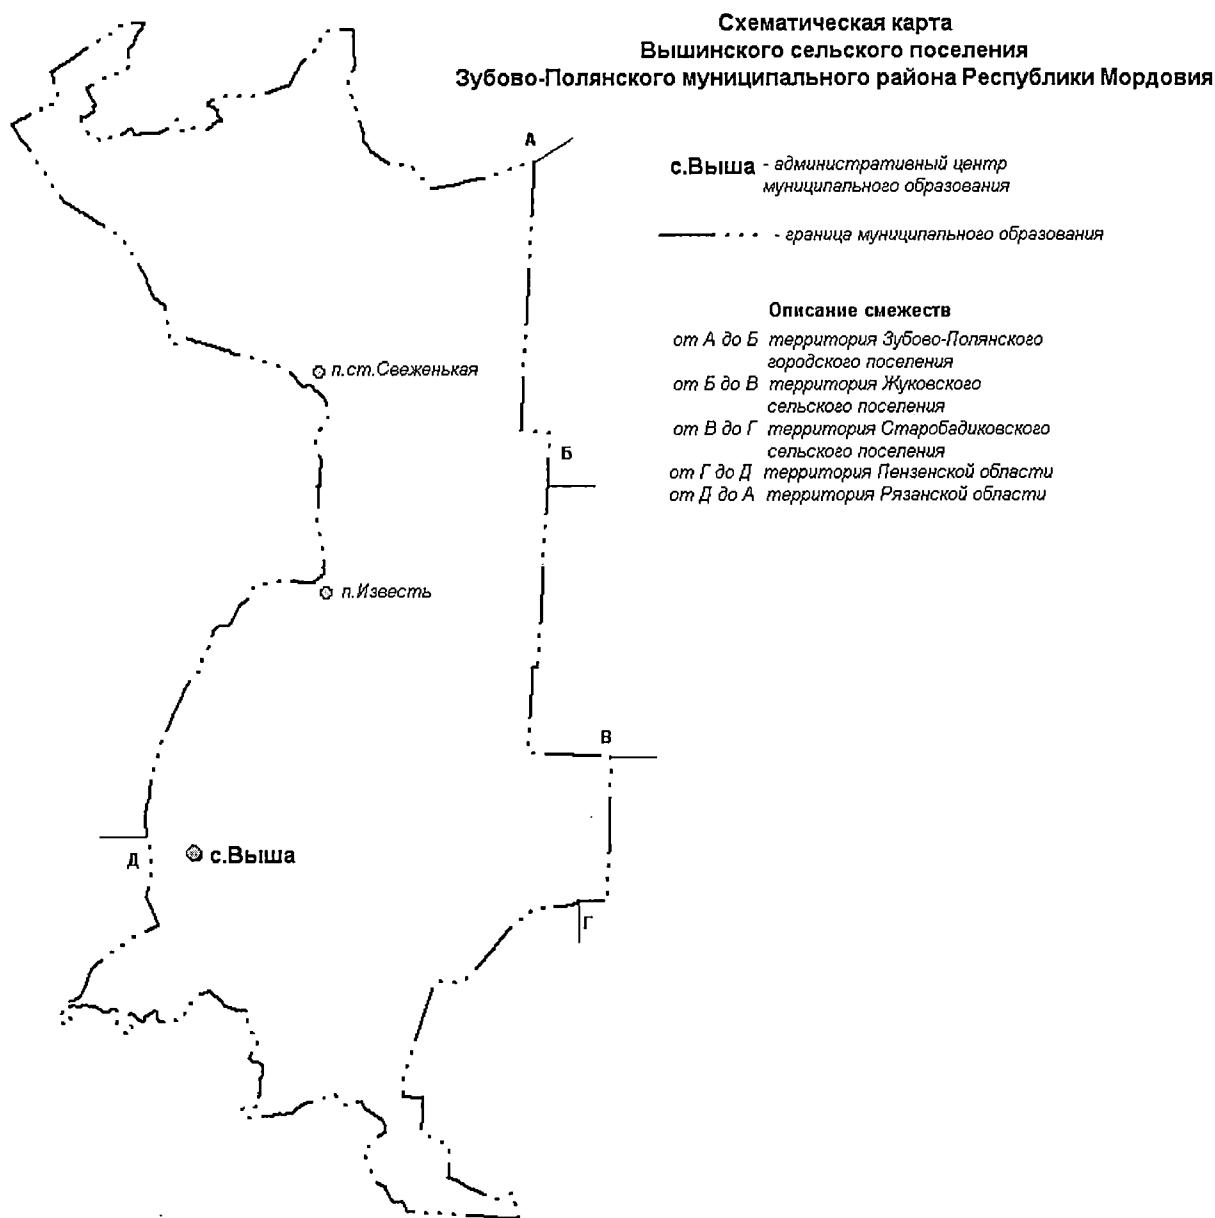 Схематическая карта
Вышинского сельского поселения
Зубово-Полянского муниципального района Республики Мордовия
А
с.Выша - административный центр
муниципального образования
- граница муниципального образования
Описание смежеств
от А до Б территория Зубово-Полянского
городского поселения
от Б до В территория Жуковского
сельского поселения
от В до Г территория Старобадиковского
сельского поселения
от Г до Д территория Пензенской области
от Д до А территория Рязанской области
п.ст.Свеженькая
Б
п.Известь
В
Д
с.Выша
Г